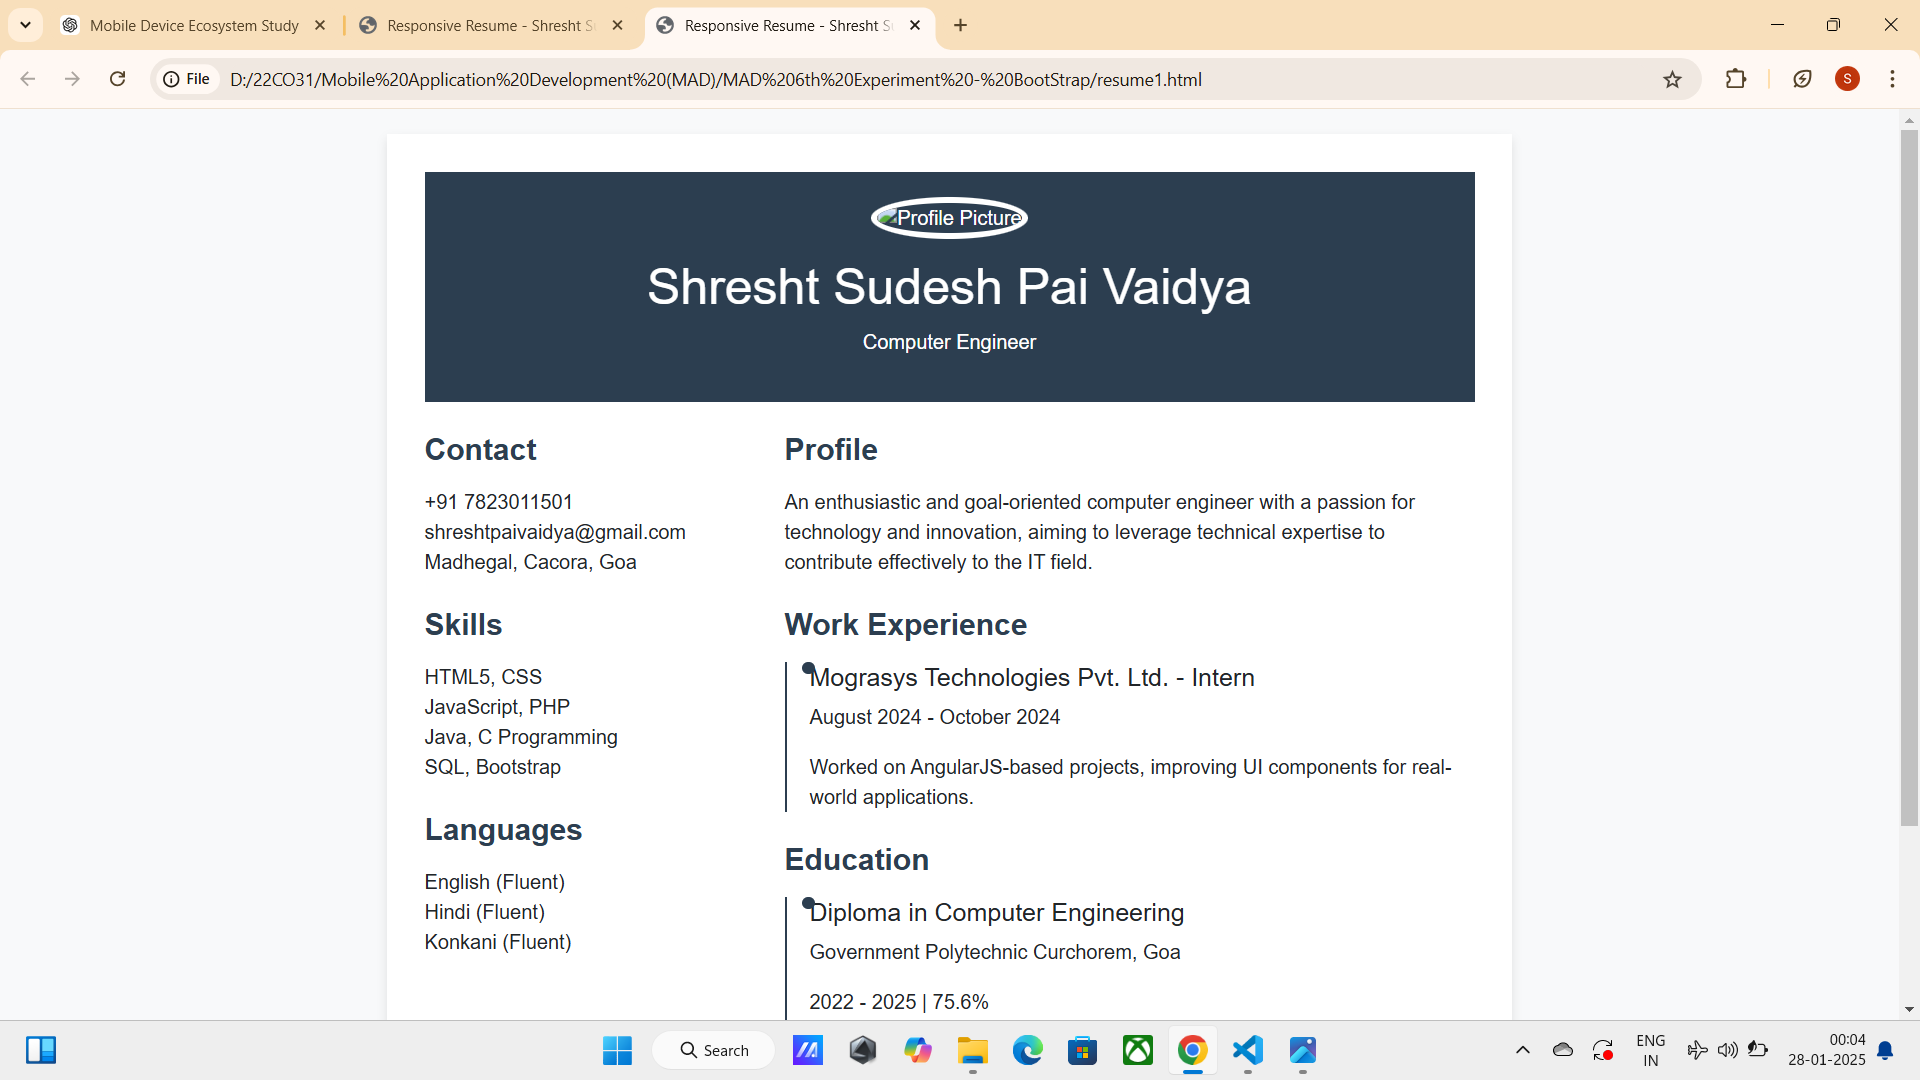 Mobile Device Ecosystem Study
Responsive Resume - Shresht S
Responsive Resume - Shresht S
File
D:/22CO31/Mobile%20Application%20Development%20(MAD)/MAD%206th%20Experiment%20-%20BootStrap/resume1.html
S
Profile Picture
Shresht Sudesh Pai Vaidya
Computer Engineer
Contact
+91 7823011501
shreshtpaivaidya@gmail.com
Madhegal, Cacora, Goa
Skills
HTML5, CSS
JavaScript, PHP
Java, C Programming
SQL, Bootstrap
Languages
English (Fluent)
Hindi (Fluent)
Konkani (Fluent)
Profile
An enthusiastic and goal-oriented computer engineer with a passion for
technology and innovation, aiming to leverage technical expertise to
contribute effectively to the IT field.
Work Experience
Mograsys Technologies Pvt. Ltd. - Intern
August 2024 - October 2024
Worked on AngularJS-based projects, improving UI components for real-
world applications.
Education
Diploma in Computer Engineering
Government Polytechnic Curchorem, Goa
2022 - 2025 | 75.6%
Search
ENG
IN
00:04
28-01-2025